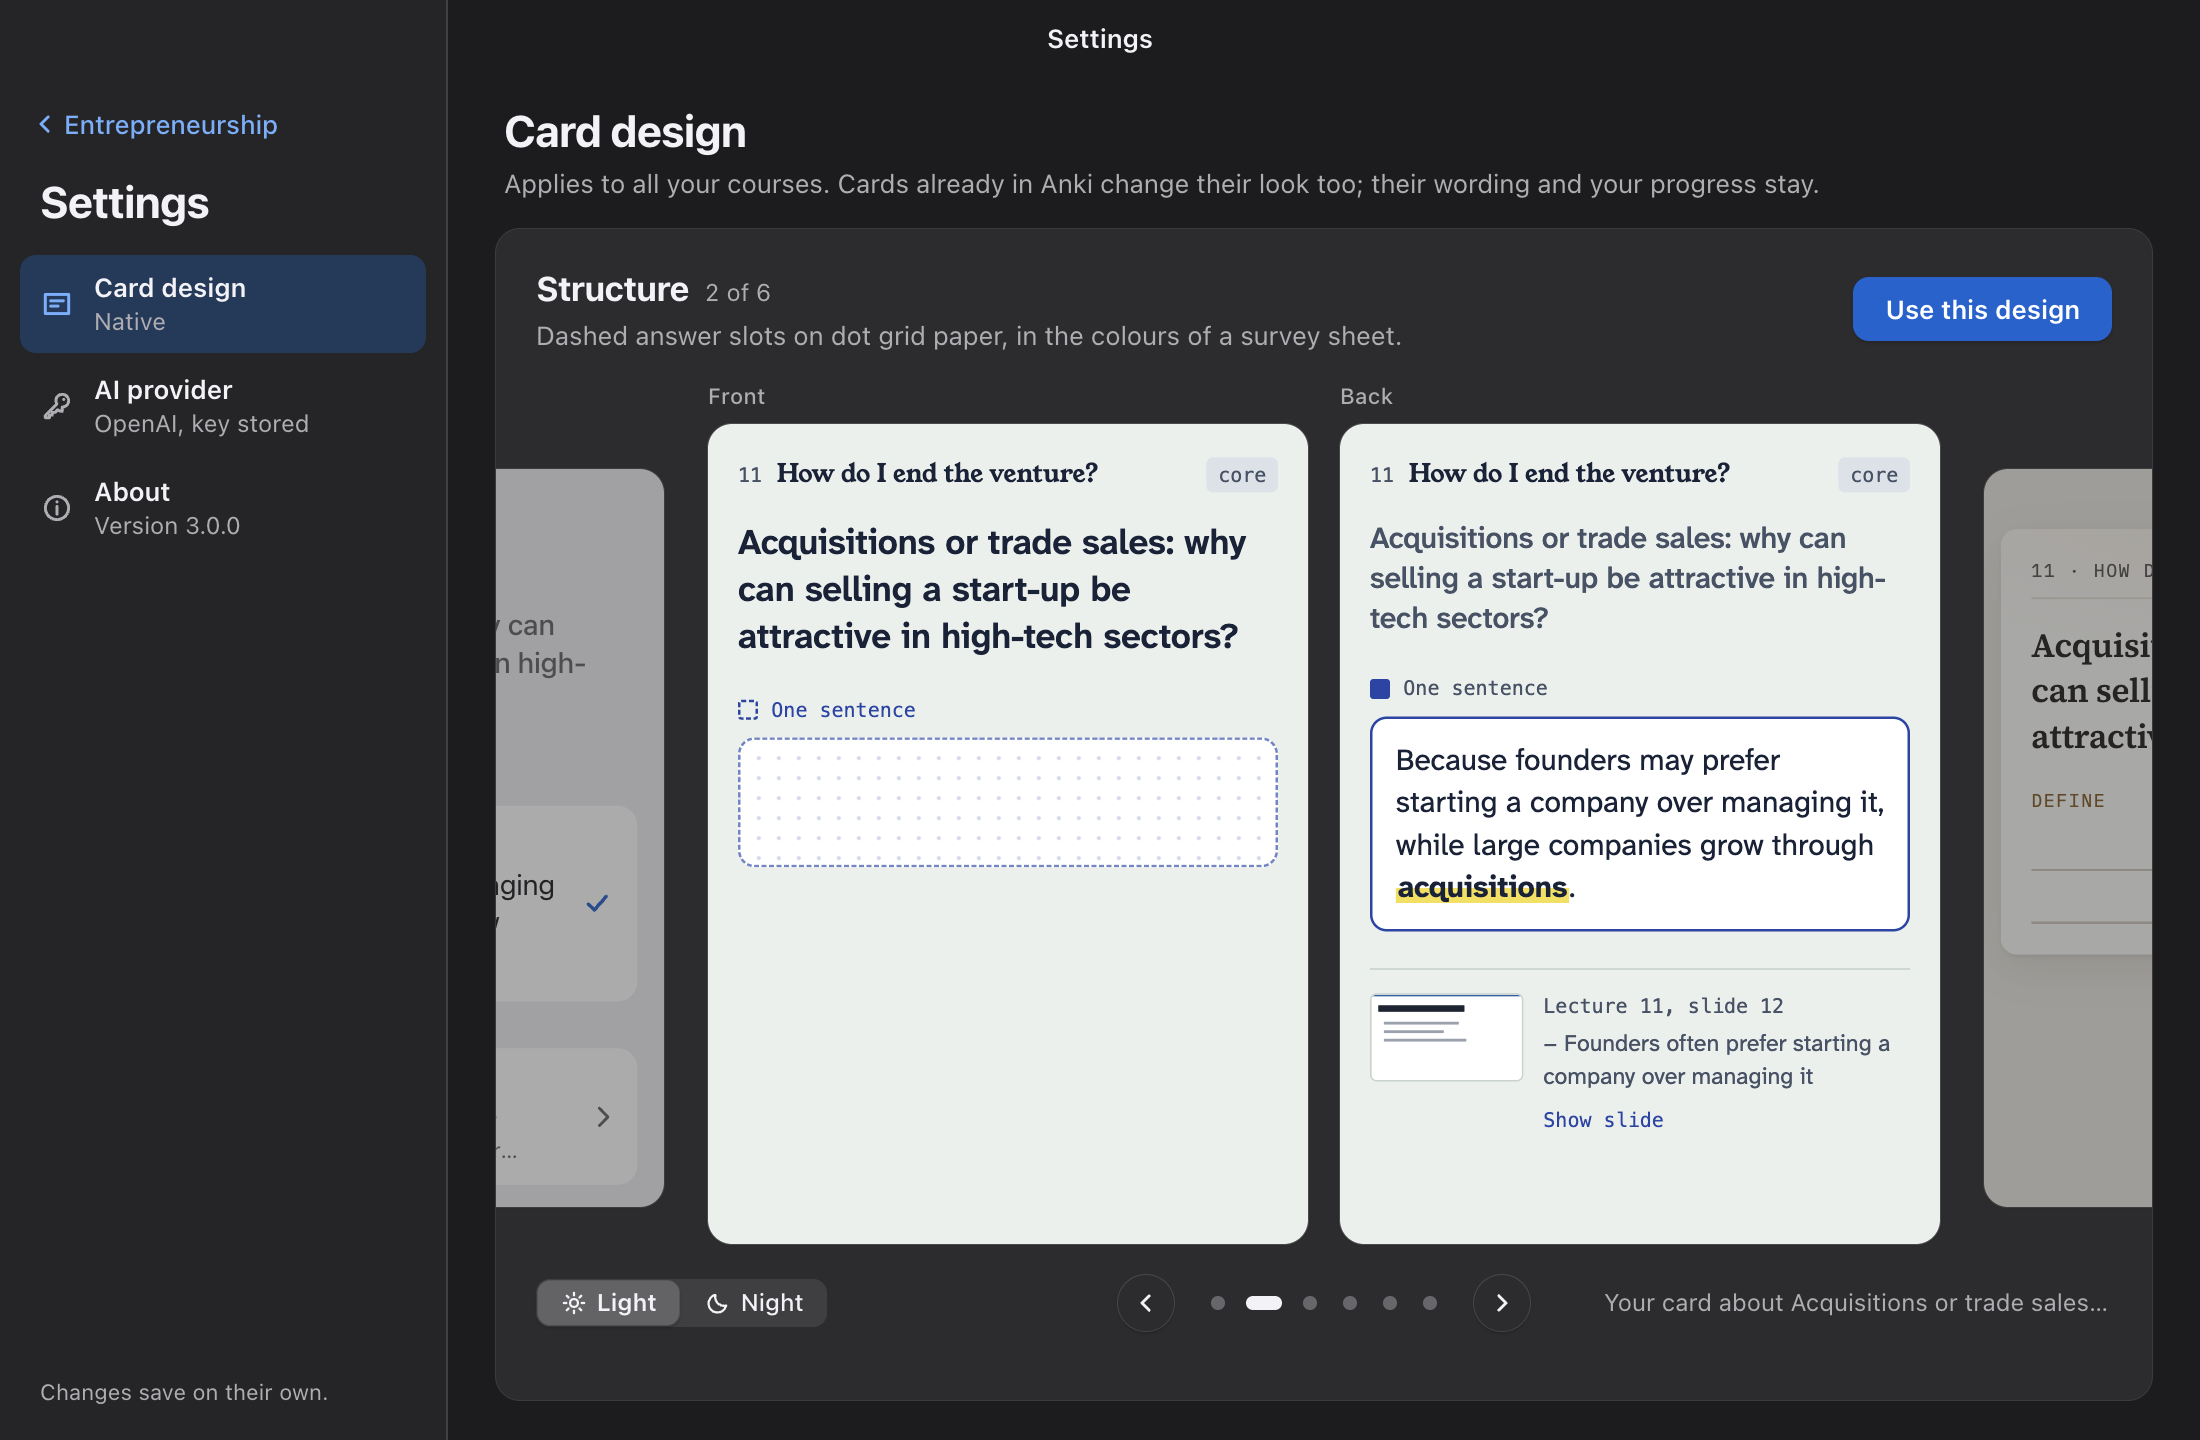 Settings
Entrepreneurship
Settings
Card design
Native
AI provider
OpenAI, key stored
About
Version 3.0.0
Changes save on their own.
Card design
Applies to all your courses. Cards already in Anki change their look too; their wording and your progress stay.
Structure 2 of 6
Dashed answer slots on dot grid paper, in the colours of a survey sheet.
Use this design
can
high-
Front
11 How do I end the venture? core
Acquisitions or trade sales: why
can selling a start-up be
attractive in high-tech sectors?
One sentence
Back
11 How do I end the venture? core
Acquisitions or trade sales: why can
selling a start-up be attractive in high-
tech sectors?
One sentence
Because founders may prefer
starting a company over managing it,
while large companies grow through
acquisitions.
Lecture 11, slide 12
– Founders often prefer starting a
company over managing it
Show slide
11 · HOW
can
DEFINE
Light
Night
Your card about Acquisitions or trade sales...